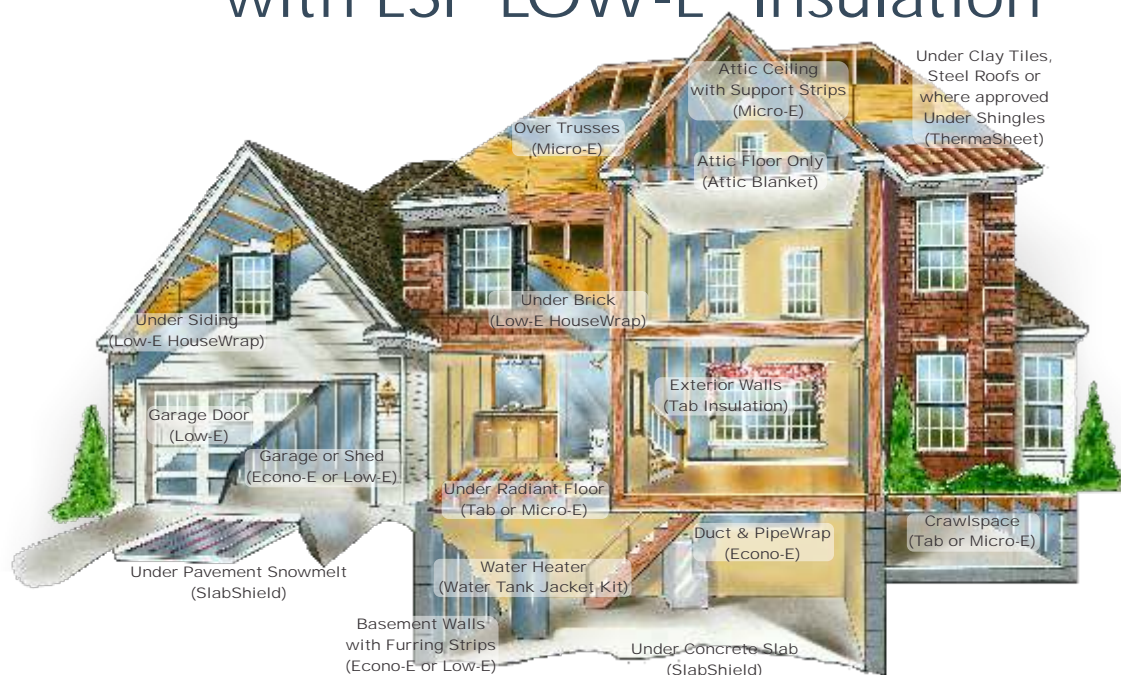 with ESP LOW-E® Insulation
Under Clay Tiles,
Steel Roofs or
where approved
Under Shingles
(ThermaSheet)
Attic Ceiling
with Support Strips
(Micro-E)
Over Trusses
(Micro-E)
Attic Floor Only
(Attic Blanket)
Under Siding
(Low-E HouseWrap)
Under Brick
(Low-E HouseWrap)
Exterior Walls
(Tab Insulation)
Garage Door
(Low-E)
Garage or Shed
(Econo-E or Low-E)
Under Radiant Floor
(Tab or Micro-E)
Crawlspace
(Tab or Micro-E)
Duct & PipeWrap
(Econo-E)
Under Pavement Snowmelt
(SlabShield)
Water Heater
(Water Tank Jacket Kit)
Basement Walls
with Furring Strips
(Econo-E or Low-E)
Under Concrete Slab
(SlabShield)